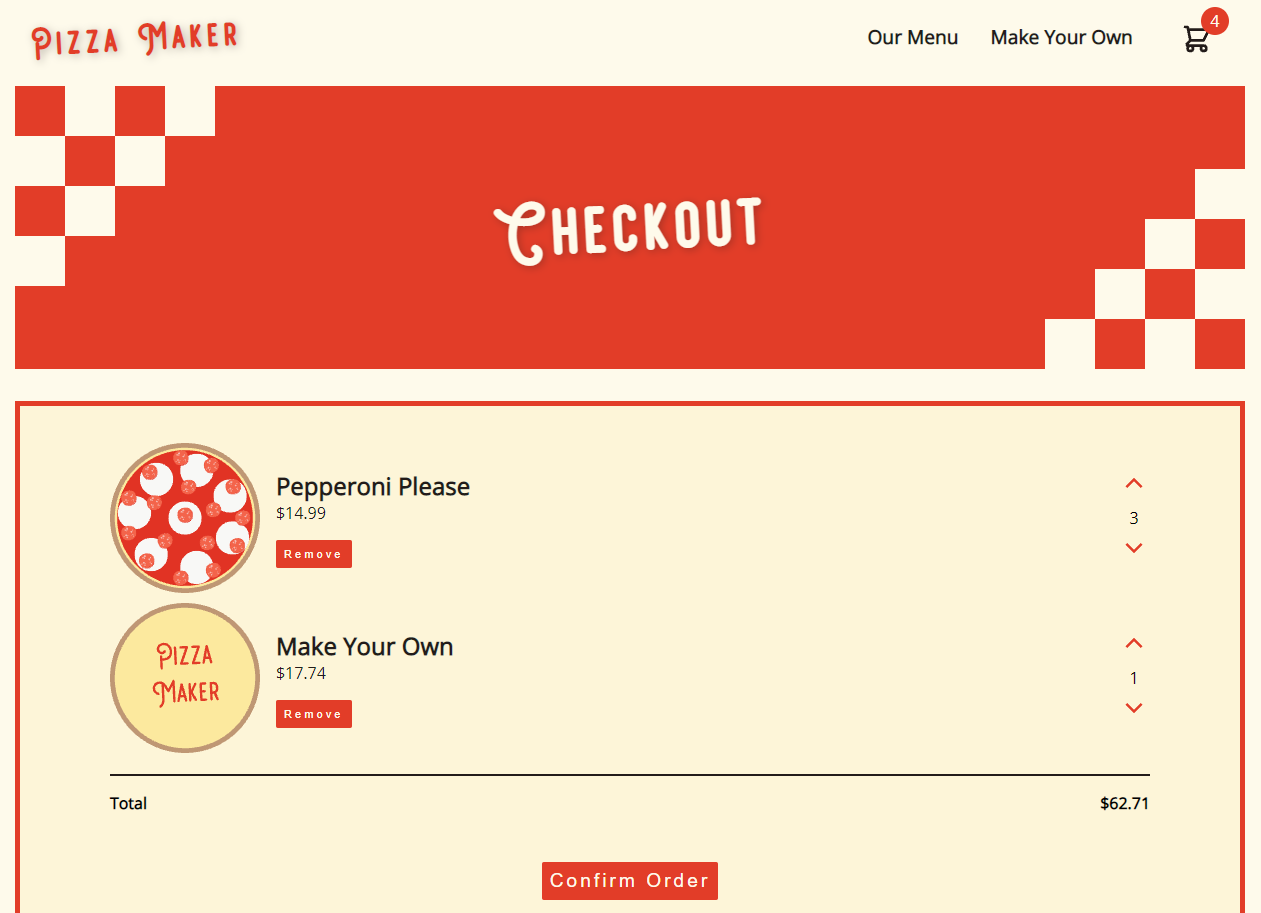 Pizza Maker
Our Menu
Make Your Own
4
Checkout
Pepperoni Please
$14.99
3
Remove
Pizza
Maker
Make Your Own
$17.74
1
Remove
Total
$62.71
Confirm Order